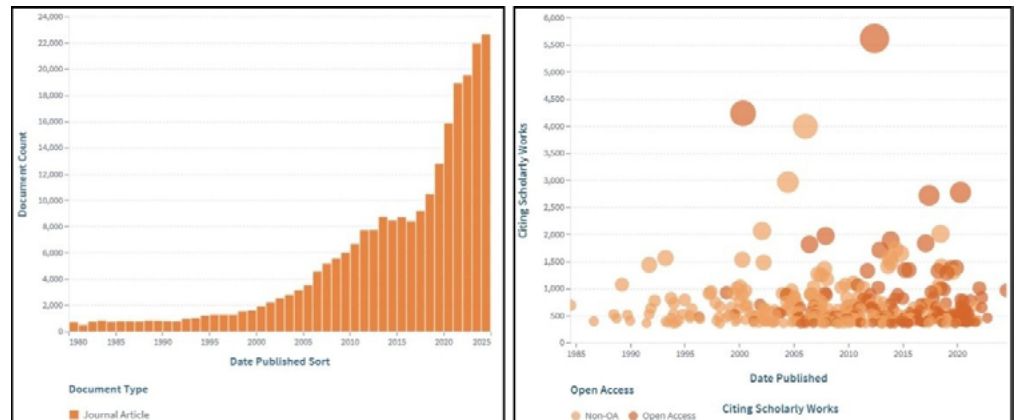 24,000
22,000
20,000
18,000
16,000
14,000
12,000
10,000
8,000
6,000
4,000
2,000
0
Document Count
1980 1985 1990 1995 2000 2005 2010 2015 2020 2025
Date Published Sort
Document Type
Journal Article
6,000
5,500
5,000
4,500
4,000
3,500
3,000
2,500
2,000
1,500
1,000
500
0
Citing Scholarly Works
1985 1990 1995 2000 2005 2010 2015 2020
Date Published
Open Access
Non-OA Open Access
Citing Scholarly Works